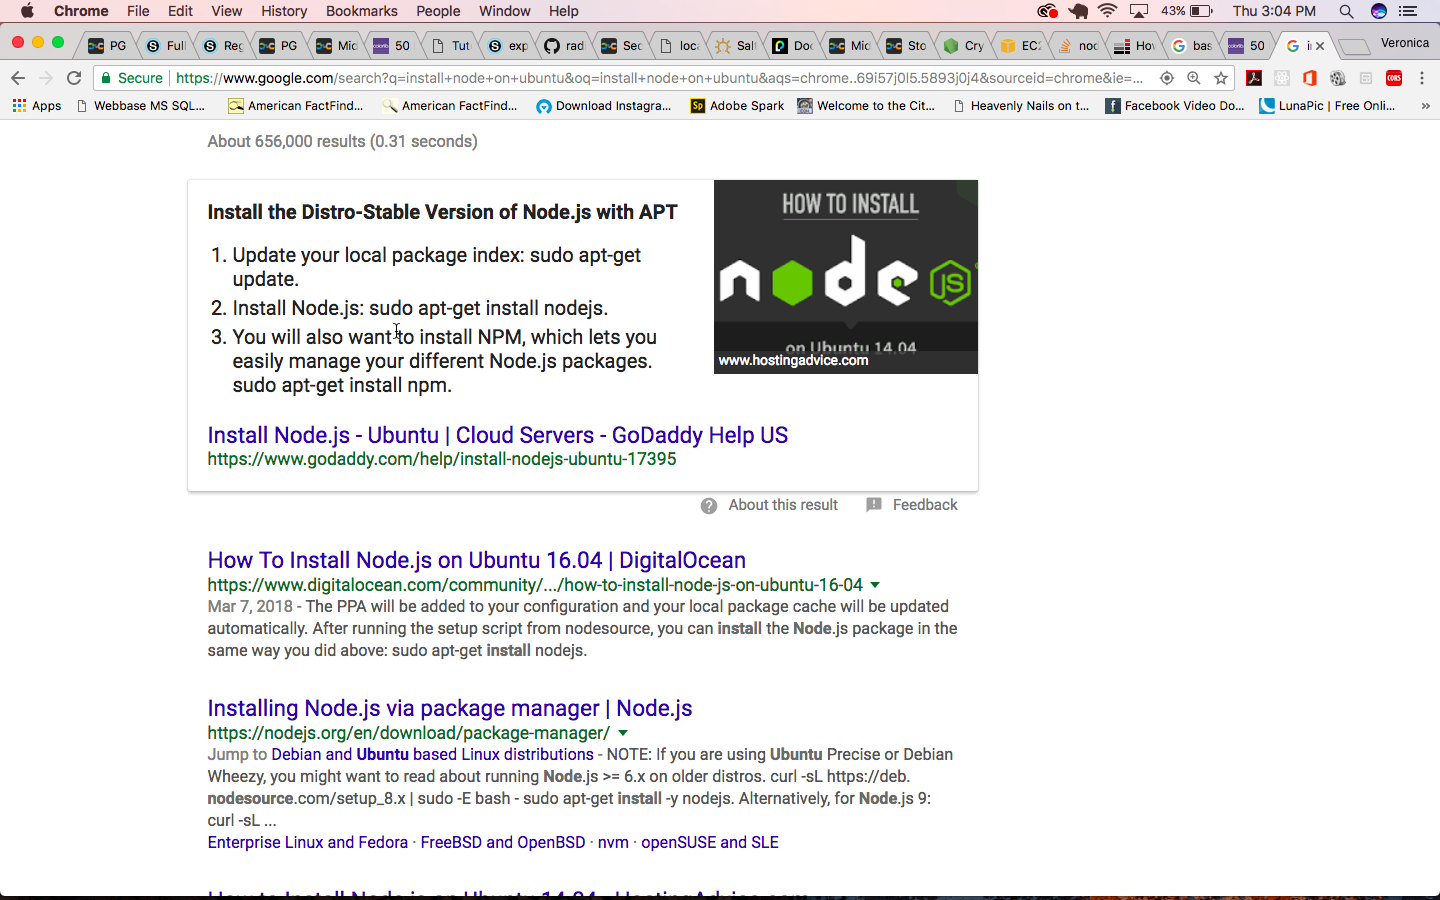 Chrome File Edit View History Bookmarks People Window Help 43% Thu 3:04 PM
PG Full Reg PG Mic 50 Tut exp rad Sec loca Salt Doc Mic Sto Cry EC2 nod How bas 50 Veronica
Secure | https://www.google.com/search?q=install+node+on+ubuntu&oq=install+node+on+ubuntu&aqs=chrome..69i57j0l5.5893j0j4&sourceid=chrome&ie=...
Apps Webbase MS SQL... American FactFind... American FactFind... Download Instagra... Adobe Spark Welcome to the Cit... Heavenly Nails on t... Facebook Video Do... LunaPic | Free Onli... »
About 656,000 results (0.31 seconds)
Install the Distro-Stable Version of Node.js with APT
1. Update your local package index: sudo apt-get
update.
2. Install Node.js: sudo apt-get install nodejs.
3. You will also want to install NPM, which lets you
easily manage your different Node.js packages.
sudo apt-get install npm.
HOW TO INSTALL
node JS
on Ubuntu 14.04
www.hostingadvice.com
Install Node.js - Ubuntu | Cloud Servers - GoDaddy Help US
https://www.godaddy.com/help/install-nodejs-ubuntu-17395
About this result Feedback
How To Install Node.js on Ubuntu 16.04 | DigitalOcean
https://www.digitalocean.com/community/.../how-to-install-node-js-on-ubuntu-16-04
Mar 7, 2018 - The PPA will be added to your configuration and your local package cache will be updated
automatically. After running the setup script from nodesource, you can install the Node.js package in the
same way you did above: sudo apt-get install nodejs.
Installing Node.js via package manager | Node.js
https://nodejs.org/en/download/package-manager/
Jump to Debian and Ubuntu based Linux distributions - NOTE: If you are using Ubuntu Precise or Debian
Wheezy, you might want to read about running Node.js >= 6.x on older distros. curl -sL https://deb.
nodesource.com/setup_8.x | sudo -E bash - sudo apt-get install -y nodejs. Alternatively, for Node.js 9:
curl -sL ...
Enterprise Linux and Fedora · FreeBSD and OpenBSD · nvm · openSUSE and SLE
How to Install Node.js on Ubuntu 14.04 - HostingAdvice.com